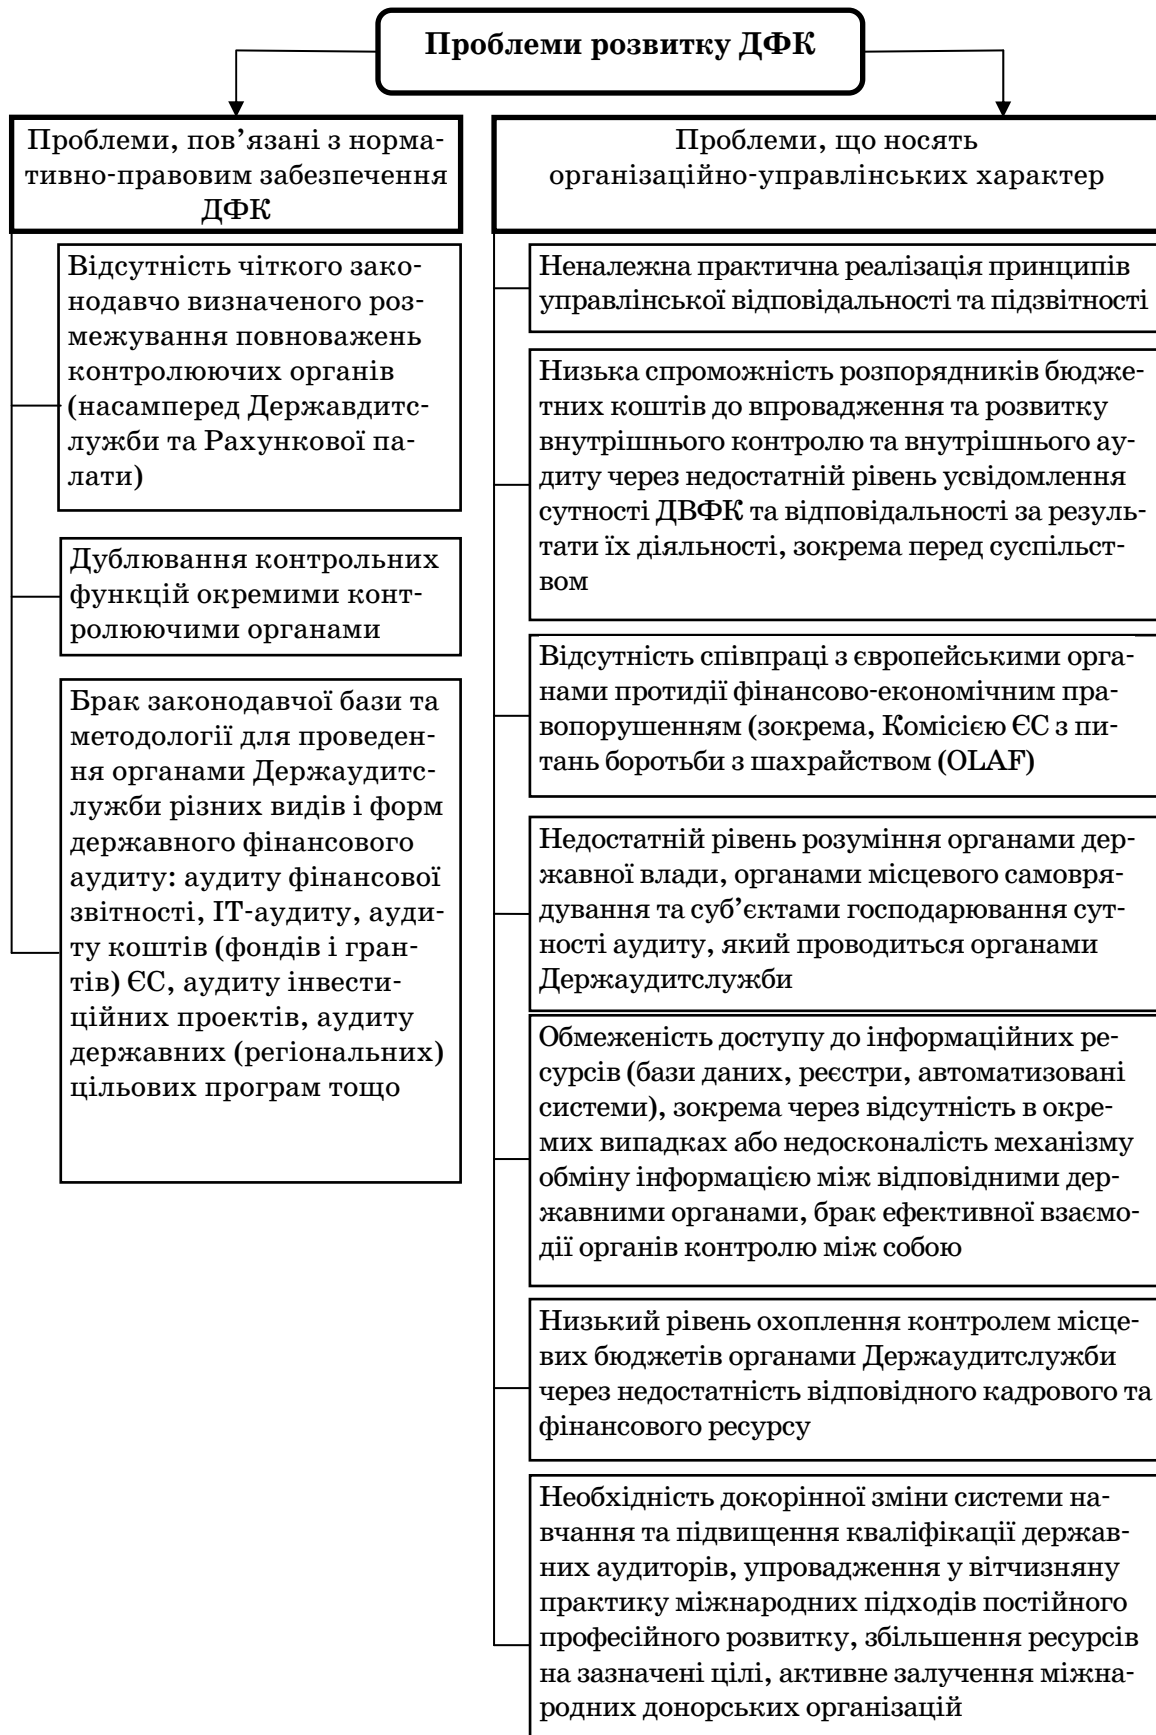 Проблеми розвитку ДФК
Проблеми, пов’язані з норма-
тивно-правовим забезпечення
ДФК
Відсутність чіткого зако-
нодавчо визначеного роз-
межування повноважень
контролюючих органів
(насамперед Державдитс-
лужби та Рахункової па-
лати)
Дублювання контрольних
функцій окремими конт-
ролюючими органами
Брак законодавчої бази та
методології для проведен-
ня органами Держаудитс-
лужби різних видів і форм
державного фінансового
аудиту: аудиту фінансової
звітності, ІТ-аудиту, ауди-
ту коштів (фондів і гран-
тів) ЄС, аудиту інвести-
ційних проектів, аудиту
державних (регіональних)
цільових програм тощо
Проблеми, що носять
організаційно-управлінських характер
Неналежна практична реалізація принципів
управлінської відповідальності та підзвітності
Низька спроможність розпорядників бюдже-
тних коштів до впровадження та розвитку
внутрішнього контролю та внутрішнього ау-
диту через недостатній рівень усвідомлення
сутності ДВФК та відповідальності за резуль-
тати їх діяльності, зокрема перед суспільст-
вом
Відсутність співпраці з європейськими орга-
нами протидії фінансово-економічним пра-
вопорушенням (зокрема, Комісією ЄС з пи-
тань боротьби з шахрайством (OLAF)
Недостатній рівень розуміння органами дер-
жавної влади, органами місцевого самовря-
дування та суб’єктами господарювання сут-
ності аудиту, який проводиться органами
Держаудитслужби
Обмеженість доступу до інформаційних ре-
сурсів (бази даних, реєстри, автоматизовані
системи), зокрема через відсутність в окре-
мих випадках або недосконалість механізму
обміну інформацією між відповідними дер-
жавними органами, брак ефективної взаємо-
дії органів контролю між собою
Низький рівень охоплення контролем місце-
вих бюджетів органами Держаудитслужби
через недостатність відповідного кадрового та
фінансового ресурсу
Необхідність докорінної зміни системи на-
вчання та підвищення кваліфікації держав-
них аудиторів, упровадження у вітчизняну
практику міжнародних підходів постійного
професійного розвитку, збільшення ресурсів
на зазначені цілі, активне залучення міжна-
родних донорських організацій